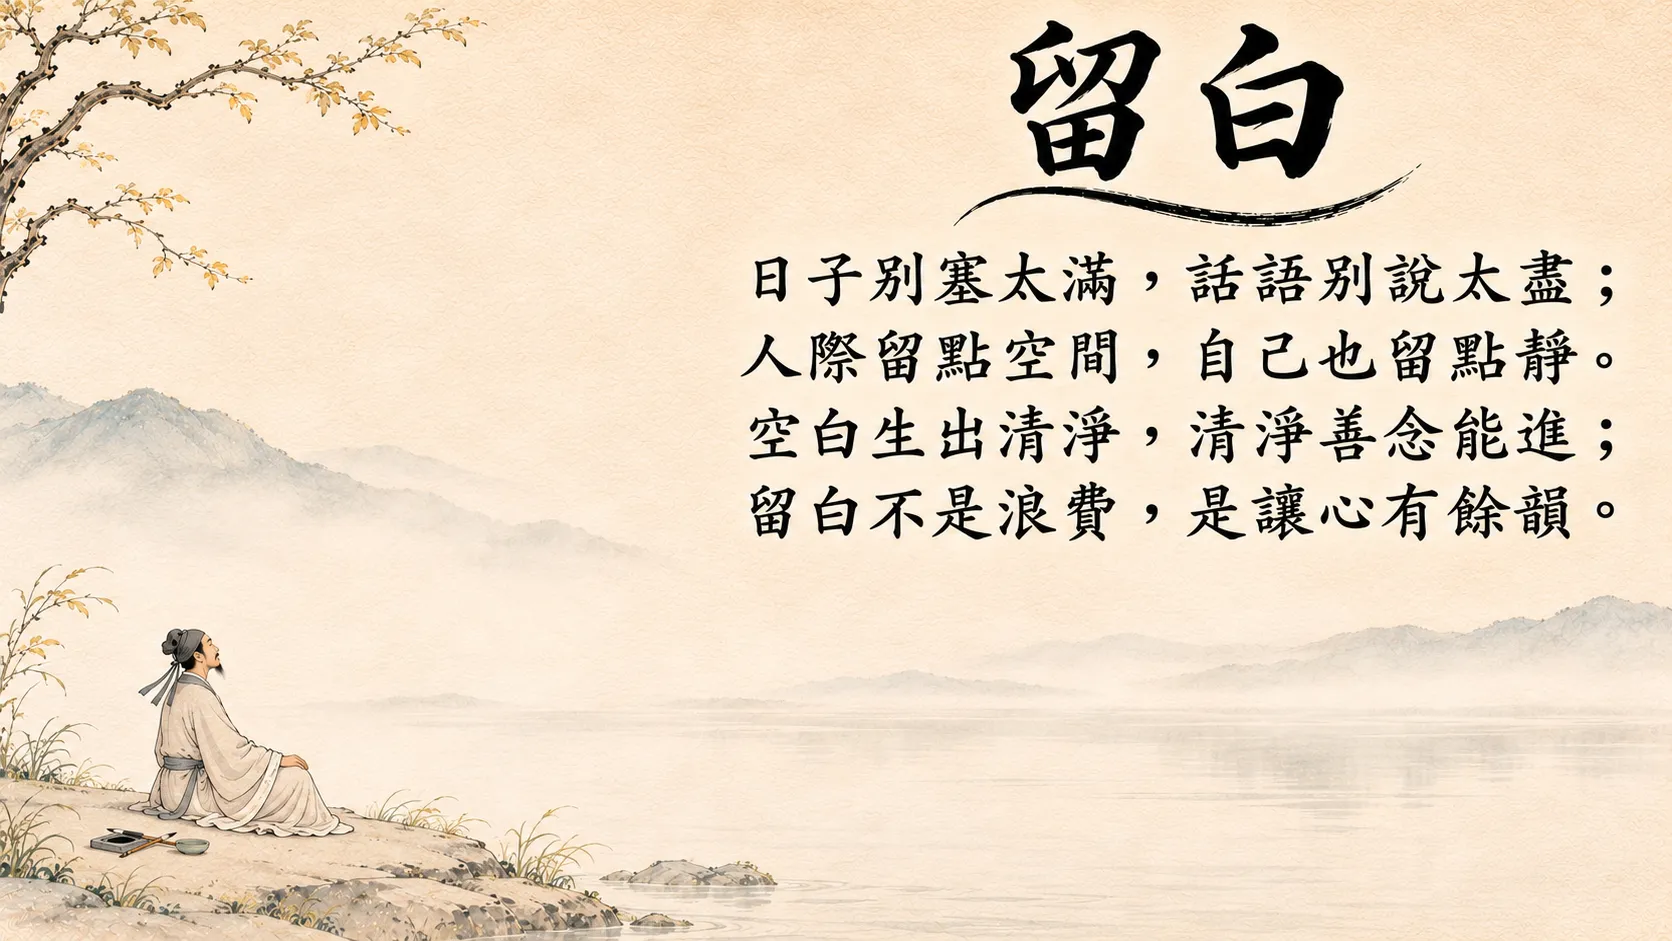 留白
日子別塞太滿，話語別說太盡；
人際留點空間，自己也留點靜。
空白生出清淨，清淨善念能進；
留白不是浪費，是讓心有餘韻。